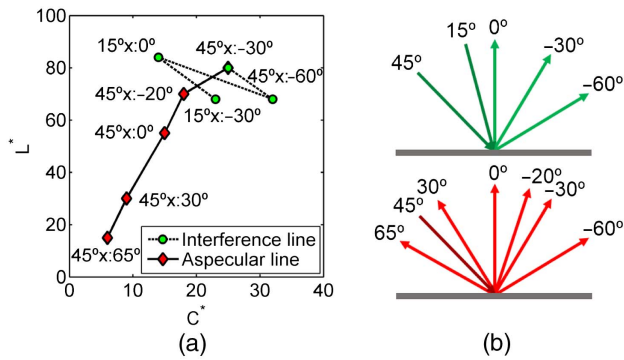 (a)
100
80
60
40
20
0
L*
0
10
20
30
40
C*
15ºx:0º
45ºx:–30º
45ºx:–60º
45ºx:–20º
15ºx:–30º
45ºx:0º
45ºx:30º
45ºx:65º
Interference line
Aspecular line
(a)
45º
15º
0º
–30º
–60º
65º
45º
30º
0º
–20º
–30º
–60º
(b)